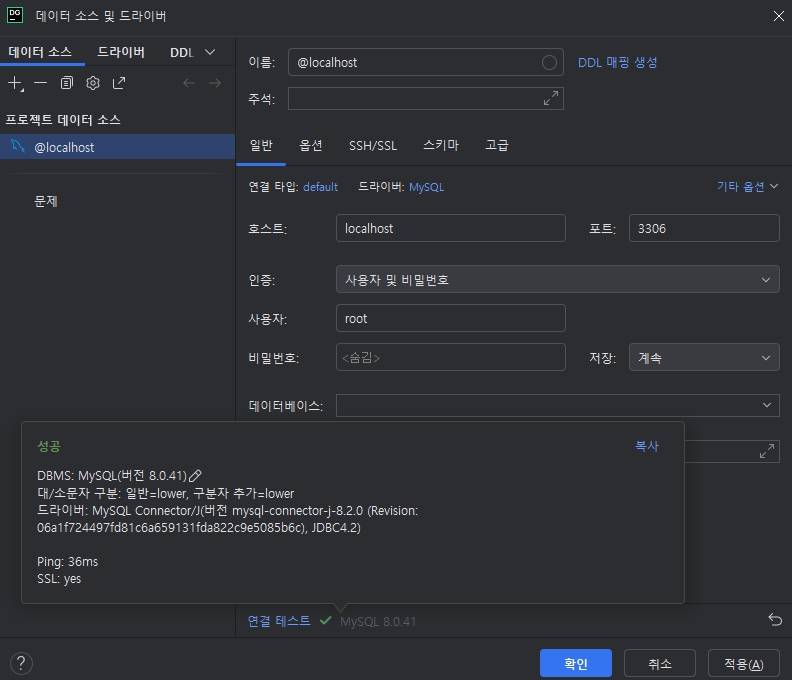 DG 데이터 소스 및 드라이버
데이터 소스 드라이버 DDL
프로젝트 데이터 소스
@localhost
문제
이름: @localhost DDL 매핑 생성
주석:
일반 옵션 SSH/SSL 스키마 고급
연결 타입: default 드라이버: MySQL 기타 옵션
호스트: localhost 포트: 3306
인증: 사용자 및 비밀번호
사용자: root
비밀번호: <숨김> 저장: 계속
데이터베이스:
성공 복사
DBMS: MySQL(버전 8.0.41)
대/소문자 구분: 일반=lower, 구분자 추가=lower
드라이버: MySQL Connector/J(버전 mysql-connector-j-8.2.0 (Revision:
06a1f724497fd81c6a659131fda822c9e5085b6c), JDBC4.2)
Ping: 36ms
SSL: yes
연결 테스트 MySQL 8.0.41
? 확인 취소 적용(A)